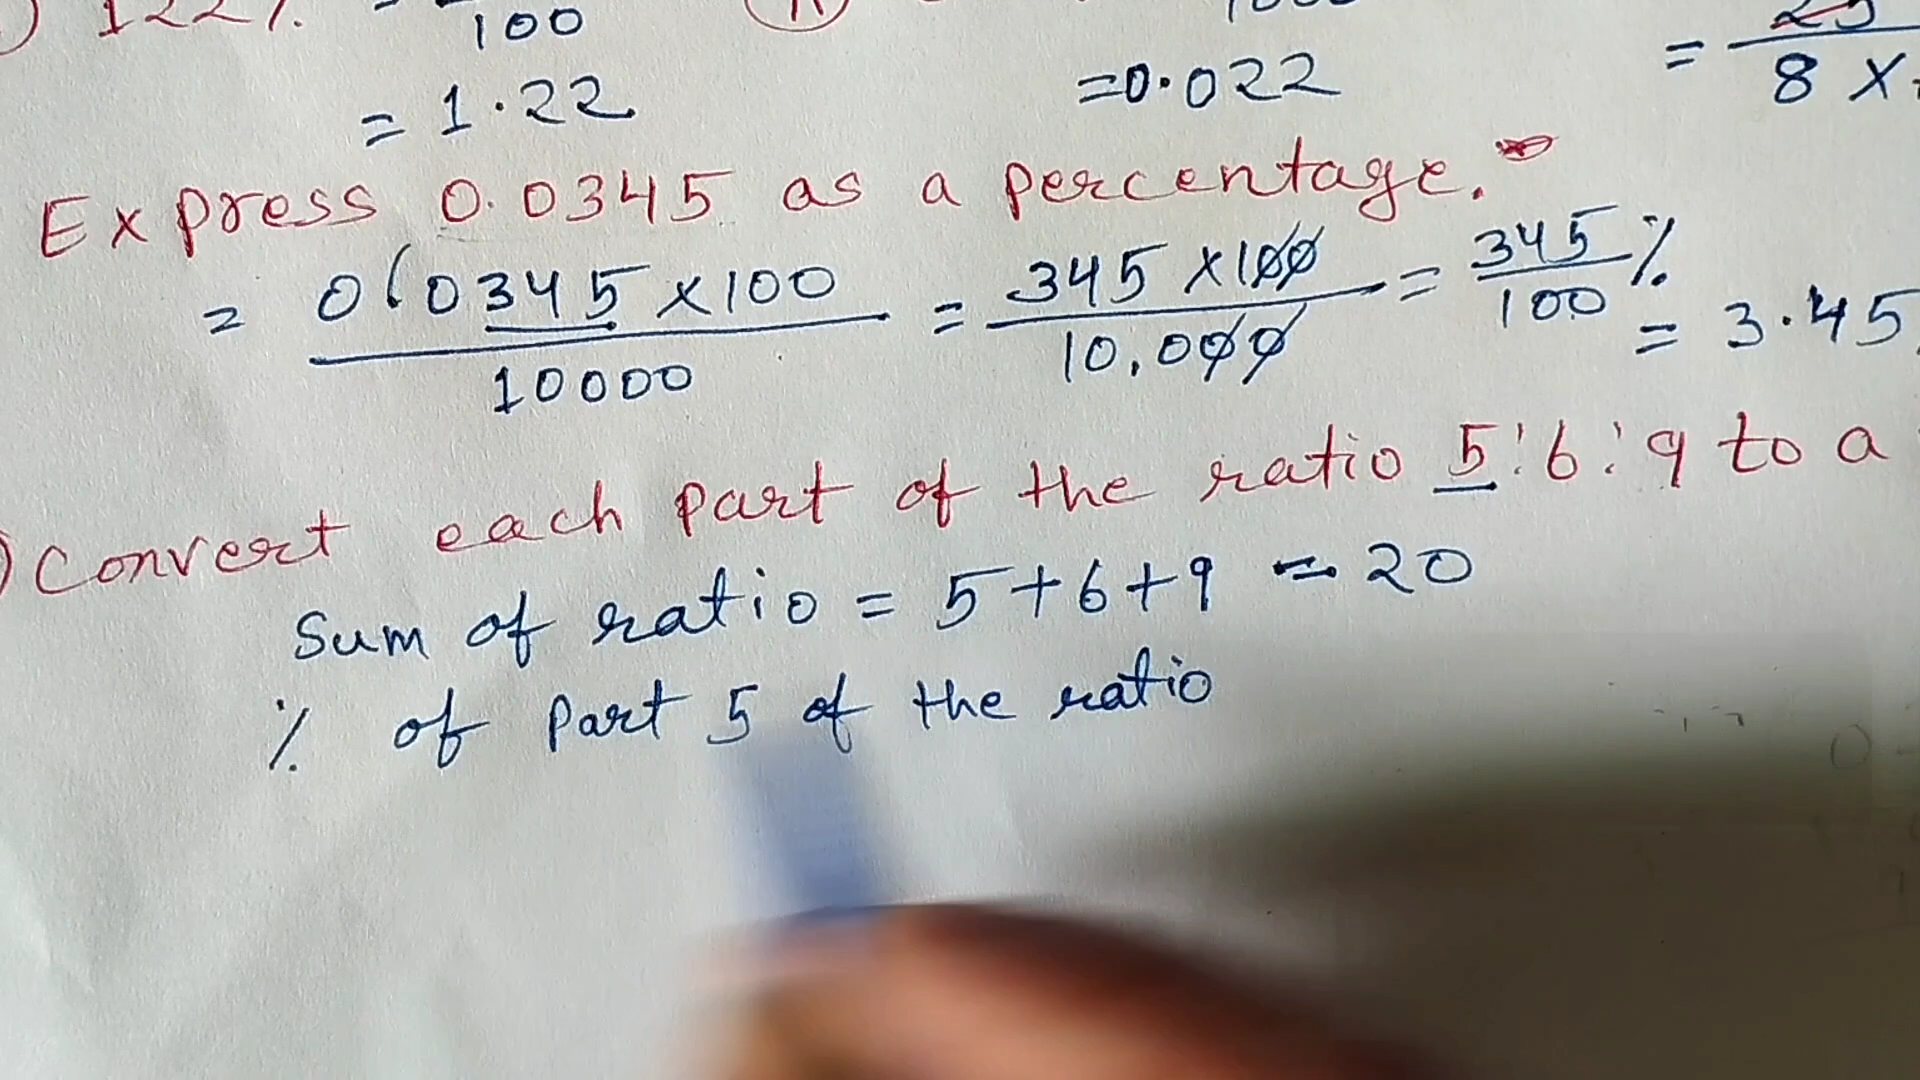 122%. =
100
= 1.22
=0.022
= 25
8 ×
Express 0.0345 as a percentage.
= 0.0345 × 100 / 10000 = 345 × 100 / 10,000 = 345 / 100 % = 3.45
Convert each part of the ratio 5:6:9 to a
Sum of ratio = 5+6+9 = 20
% of Part 5 of the ratio